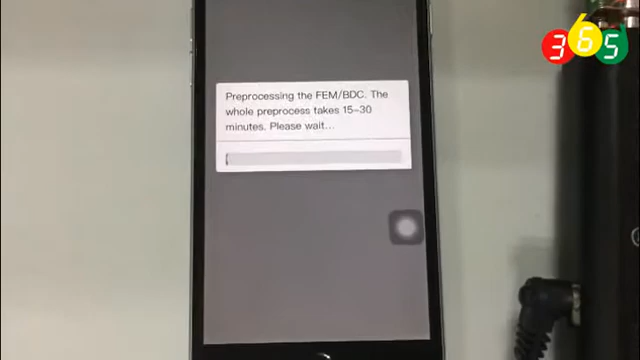 365
Preprocessing the FEM/BDC. The
whole preprocess takes 15-30
minutes. Please wait...